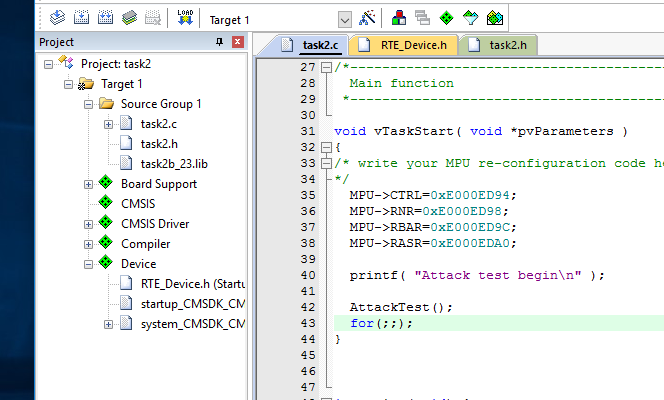 LOAD
Target 1
Project
Project: task2
Target 1
Source Group 1
task2.c
task2.h
task2b_23.lib
Board Support
CMSIS
CMSIS Driver
Compiler
Device
RTE_Device.h (Startu
startup_CMSDK_CM
system_CMSDK_CM
task2.c RTE_Device.h task2.h
27 /*-----------------------------------------
28 Main function
29 *-----------------------------------------
30
31 void vTaskStart( void *pvParameters )
32 {
33 /* write your MPU re-configuration code he
34 */
35 MPU->CTRL=0xE000ED94;
36 MPU->RNR=0xE000ED98;
37 MPU->RBAR=0xE000ED9C;
38 MPU->RASR=0xE000EDA0;
39
40 printf( "Attack test begin\n" );
41
42 AttackTest();
43 for(;;);
44 }
45
46
47